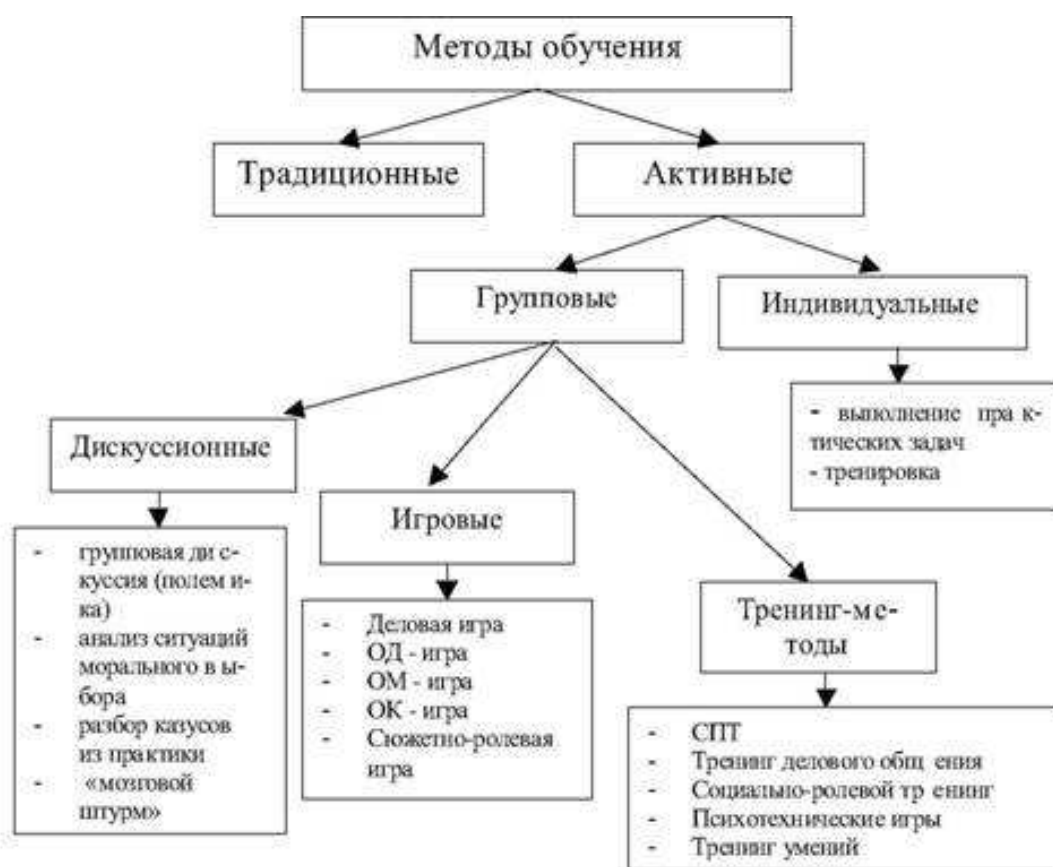 Методы обучения
Традиционные
Активные
Групповые
Индивидуальные
- выполнение пра к-
тических задач
- тренировка
Дискуссионные
- групповая ди с-
куссия (полем и-
ка)
- анализ ситуаций
морального в ы-
бора
- разбор казусов
из практики
- «мозговой
штурм»
Игровые
- Деловая игра
- ОД - игра
- ОМ - игра
- ОК - игра
- Сюжетно-ролевая
игра
Тренинг-ме-
тоды
- СПТ
- Тренинг делового общ ения
- Социально-ролевой тр енинг
- Психотехнические игры
- Тренинг умений